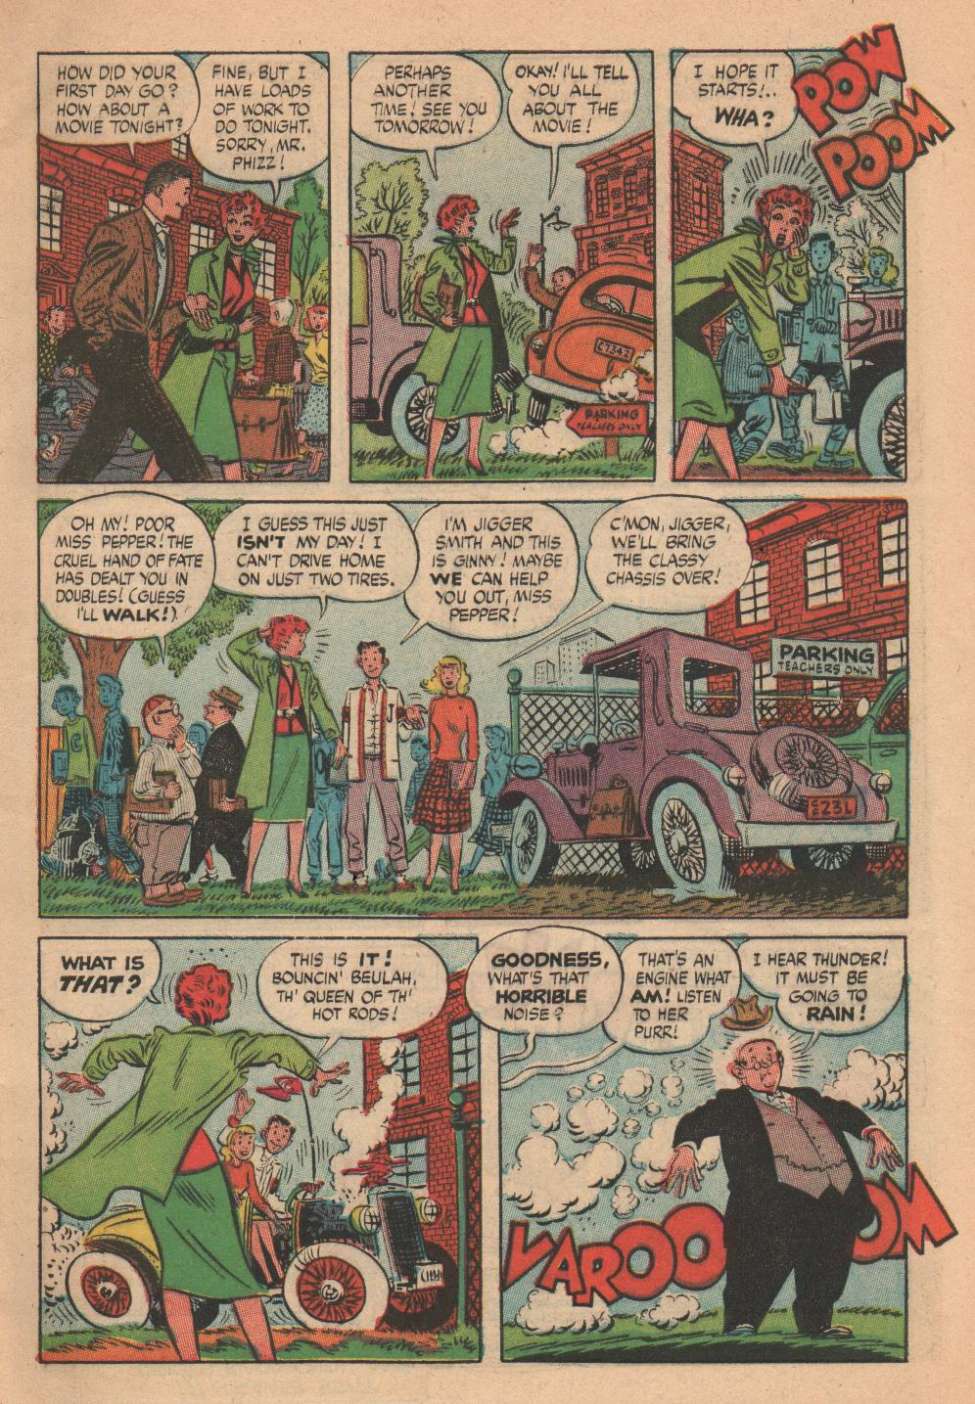 HOW DID YOUR
FIRST DAY GO?
HOW ABOUT A
MOVIE TONIGHT?
FINE, BUT I
HAVE LOADS
OF WORK TO
DO TONIGHT.
SORRY, MR.
PHIZZ!
PERHAPS
ANOTHER
TIME! SEE YOU
TOMORROW!
OKAY! I'LL TELL
YOU ALL
ABOUT THE
MOVIE!
C7342
PARKING
TEACHERS ONLY
I HOPE IT
STARTS!..
WHA?
POW
POOM
OH MY! POOR
MISS PEPPER! THE
CRUEL HAND OF FATE
HAS DEALT YOU IN
DOUBLES! (GUESS
I'LL WALK!)
I GUESS THIS JUST
ISN'T MY DAY! I
CAN'T DRIVE HOME
ON JUST TWO TIRES.
I'M JIGGER
SMITH AND THIS
IS GINNY! MAYBE
WE CAN HELP
YOU OUT, MISS
PEPPER!
C'MON, JIGGER,
WE'LL BRING
THE CLASSY
CHASSIS OVER!
C
J
PARKING
TEACHERS ONLY
WHAT IS
THAT?
THIS IS IT!
BOUNCIN' BEULAH,
TH' QUEEN OF TH'
HOT RODS!
GOODNESS,
WHAT'S THAT
HORRIBLE
NOISE?
THAT'S AN
ENGINE WHAT
AM! LISTEN
TO HER
PURR!
I HEAR THUNDER!
IT MUST BE
GOING TO
RAIN!
VAROO OM